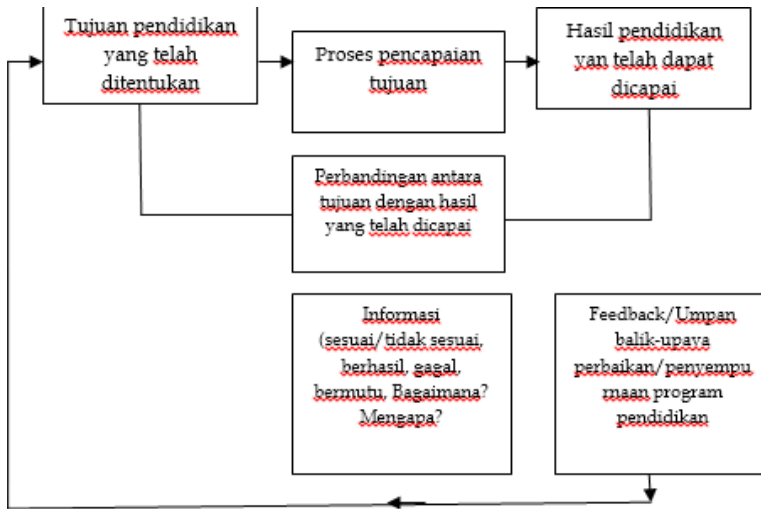 Tujuan pendidikan
yang telah
ditentukan
Proses pencapaian
tujuan
Hasil pendidikan
yan telah dapat
dicapai
Perbandingan antara
tujuan dengan hasil
yang telah dicapai
Informasi
(sesuai/tidak sesuai,
berhasil, gagal,
bermutu, Bagaimana?
Mengapa?
Feedback/Umpan
balik-upaya
perbaikan/penyempu
rnaan program
pendidikan